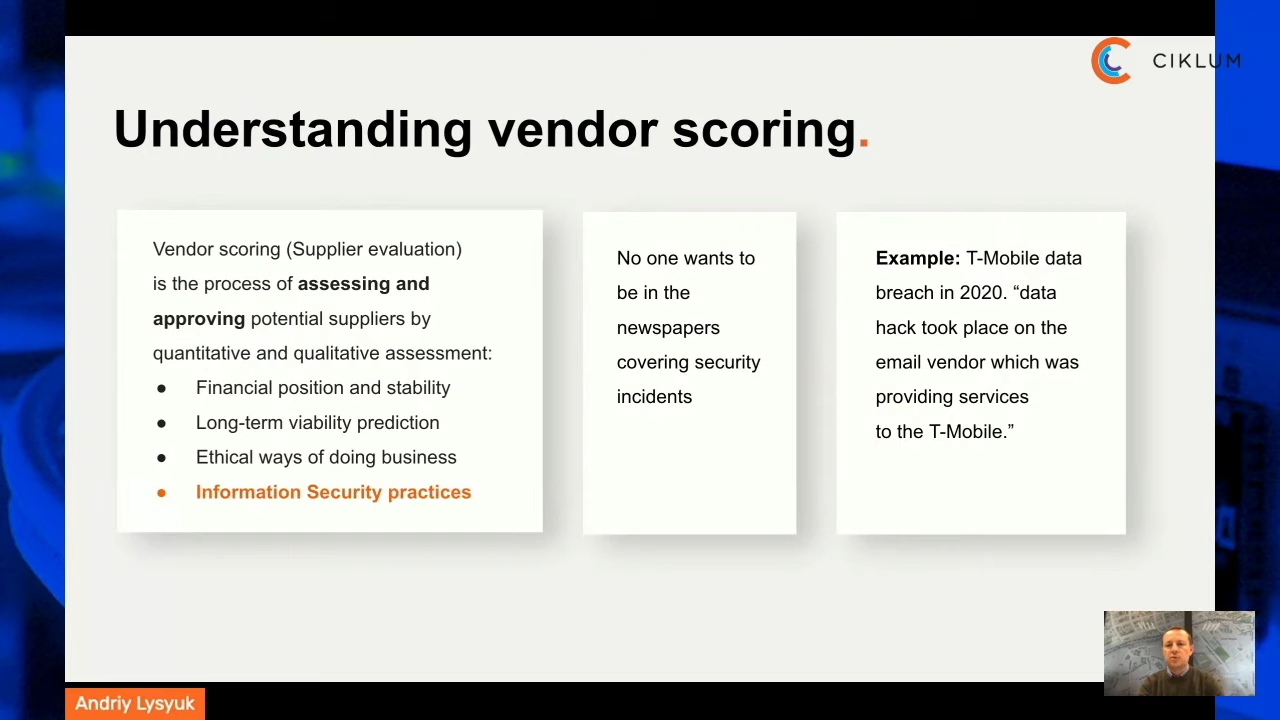 CIKLUM
Understanding vendor scoring.
Vendor scoring (Supplier evaluation)
is the process of assessing and
approving potential suppliers by
quantitative and qualitative assessment:
● Financial position and stability
● Long-term viability prediction
● Ethical ways of doing business
● Information Security practices
No one wants to
be in the
newspapers
covering security
incidents
Example: T-Mobile data
breach in 2020. “data
hack took place on the
email vendor which was
providing services
to the T-Mobile.”
Andriy Lysyuk